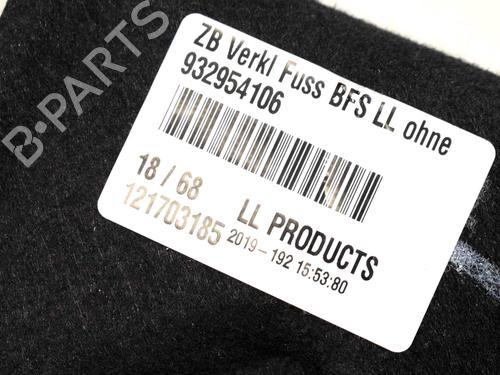 B-PARTS
ZB Verkl Fuss BFS LL ohne
932954106
18 / 68 LL PRODUCTS
121703185 2019-192 15:53:80